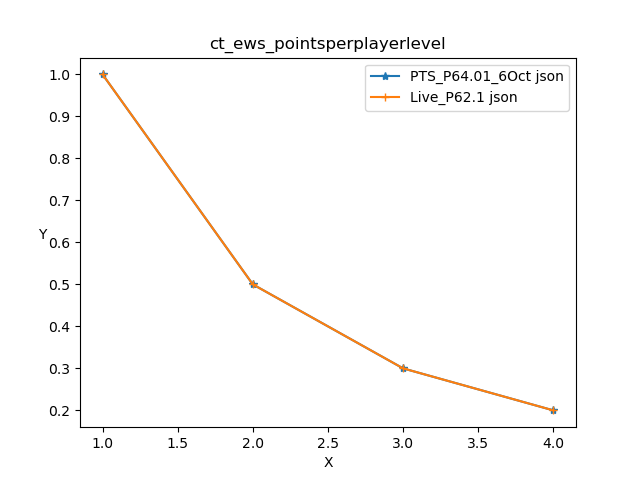 ct_ews_pointsperplayerlevel
PTS_P64.01_6Oct json
Live_P62.1 json
1.0
0.9
0.8
0.7
0.6
0.5
0.4
0.3
0.2
Y
1.0 1.5 2.0 2.5 3.0 3.5 4.0
X